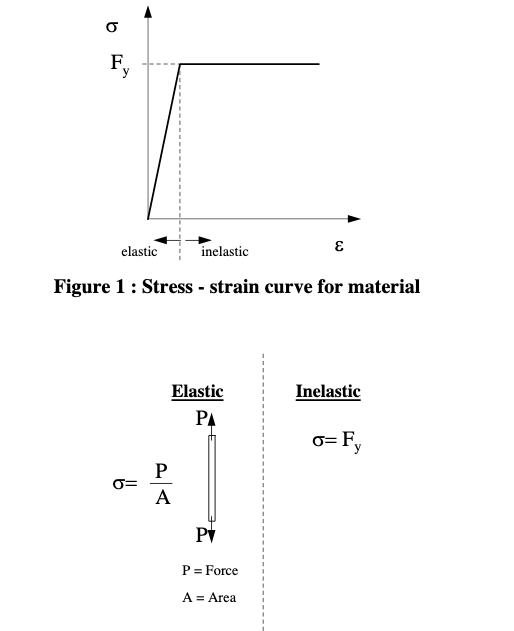 σ
F_y
elastic
inelastic
ε
Figure 1 : Stress - strain curve for material
Elastic
Inelastic
P
σ= F_y
σ= P/A
P
P = Force
A = Area